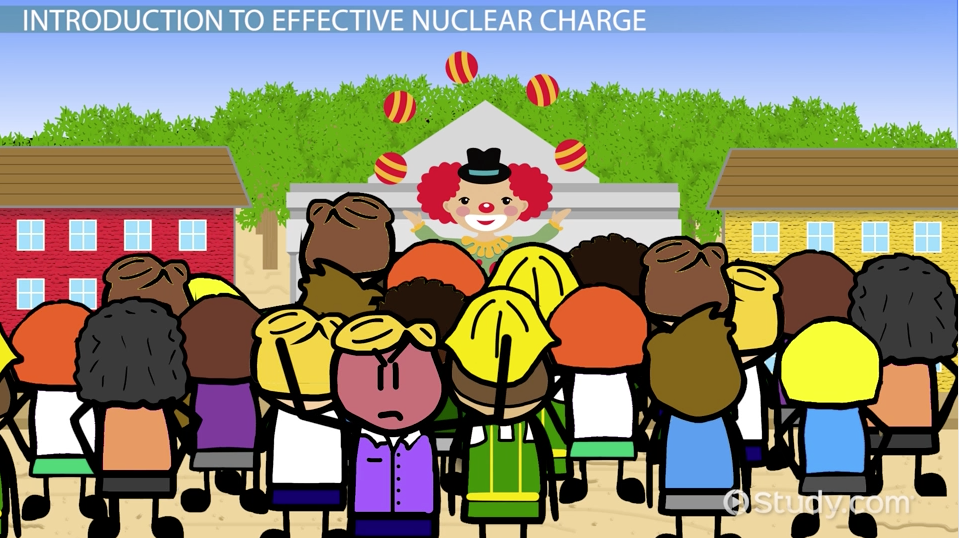 INTRODUCTION TO EFFECTIVE NUCLEAR CHARGE
Study.com